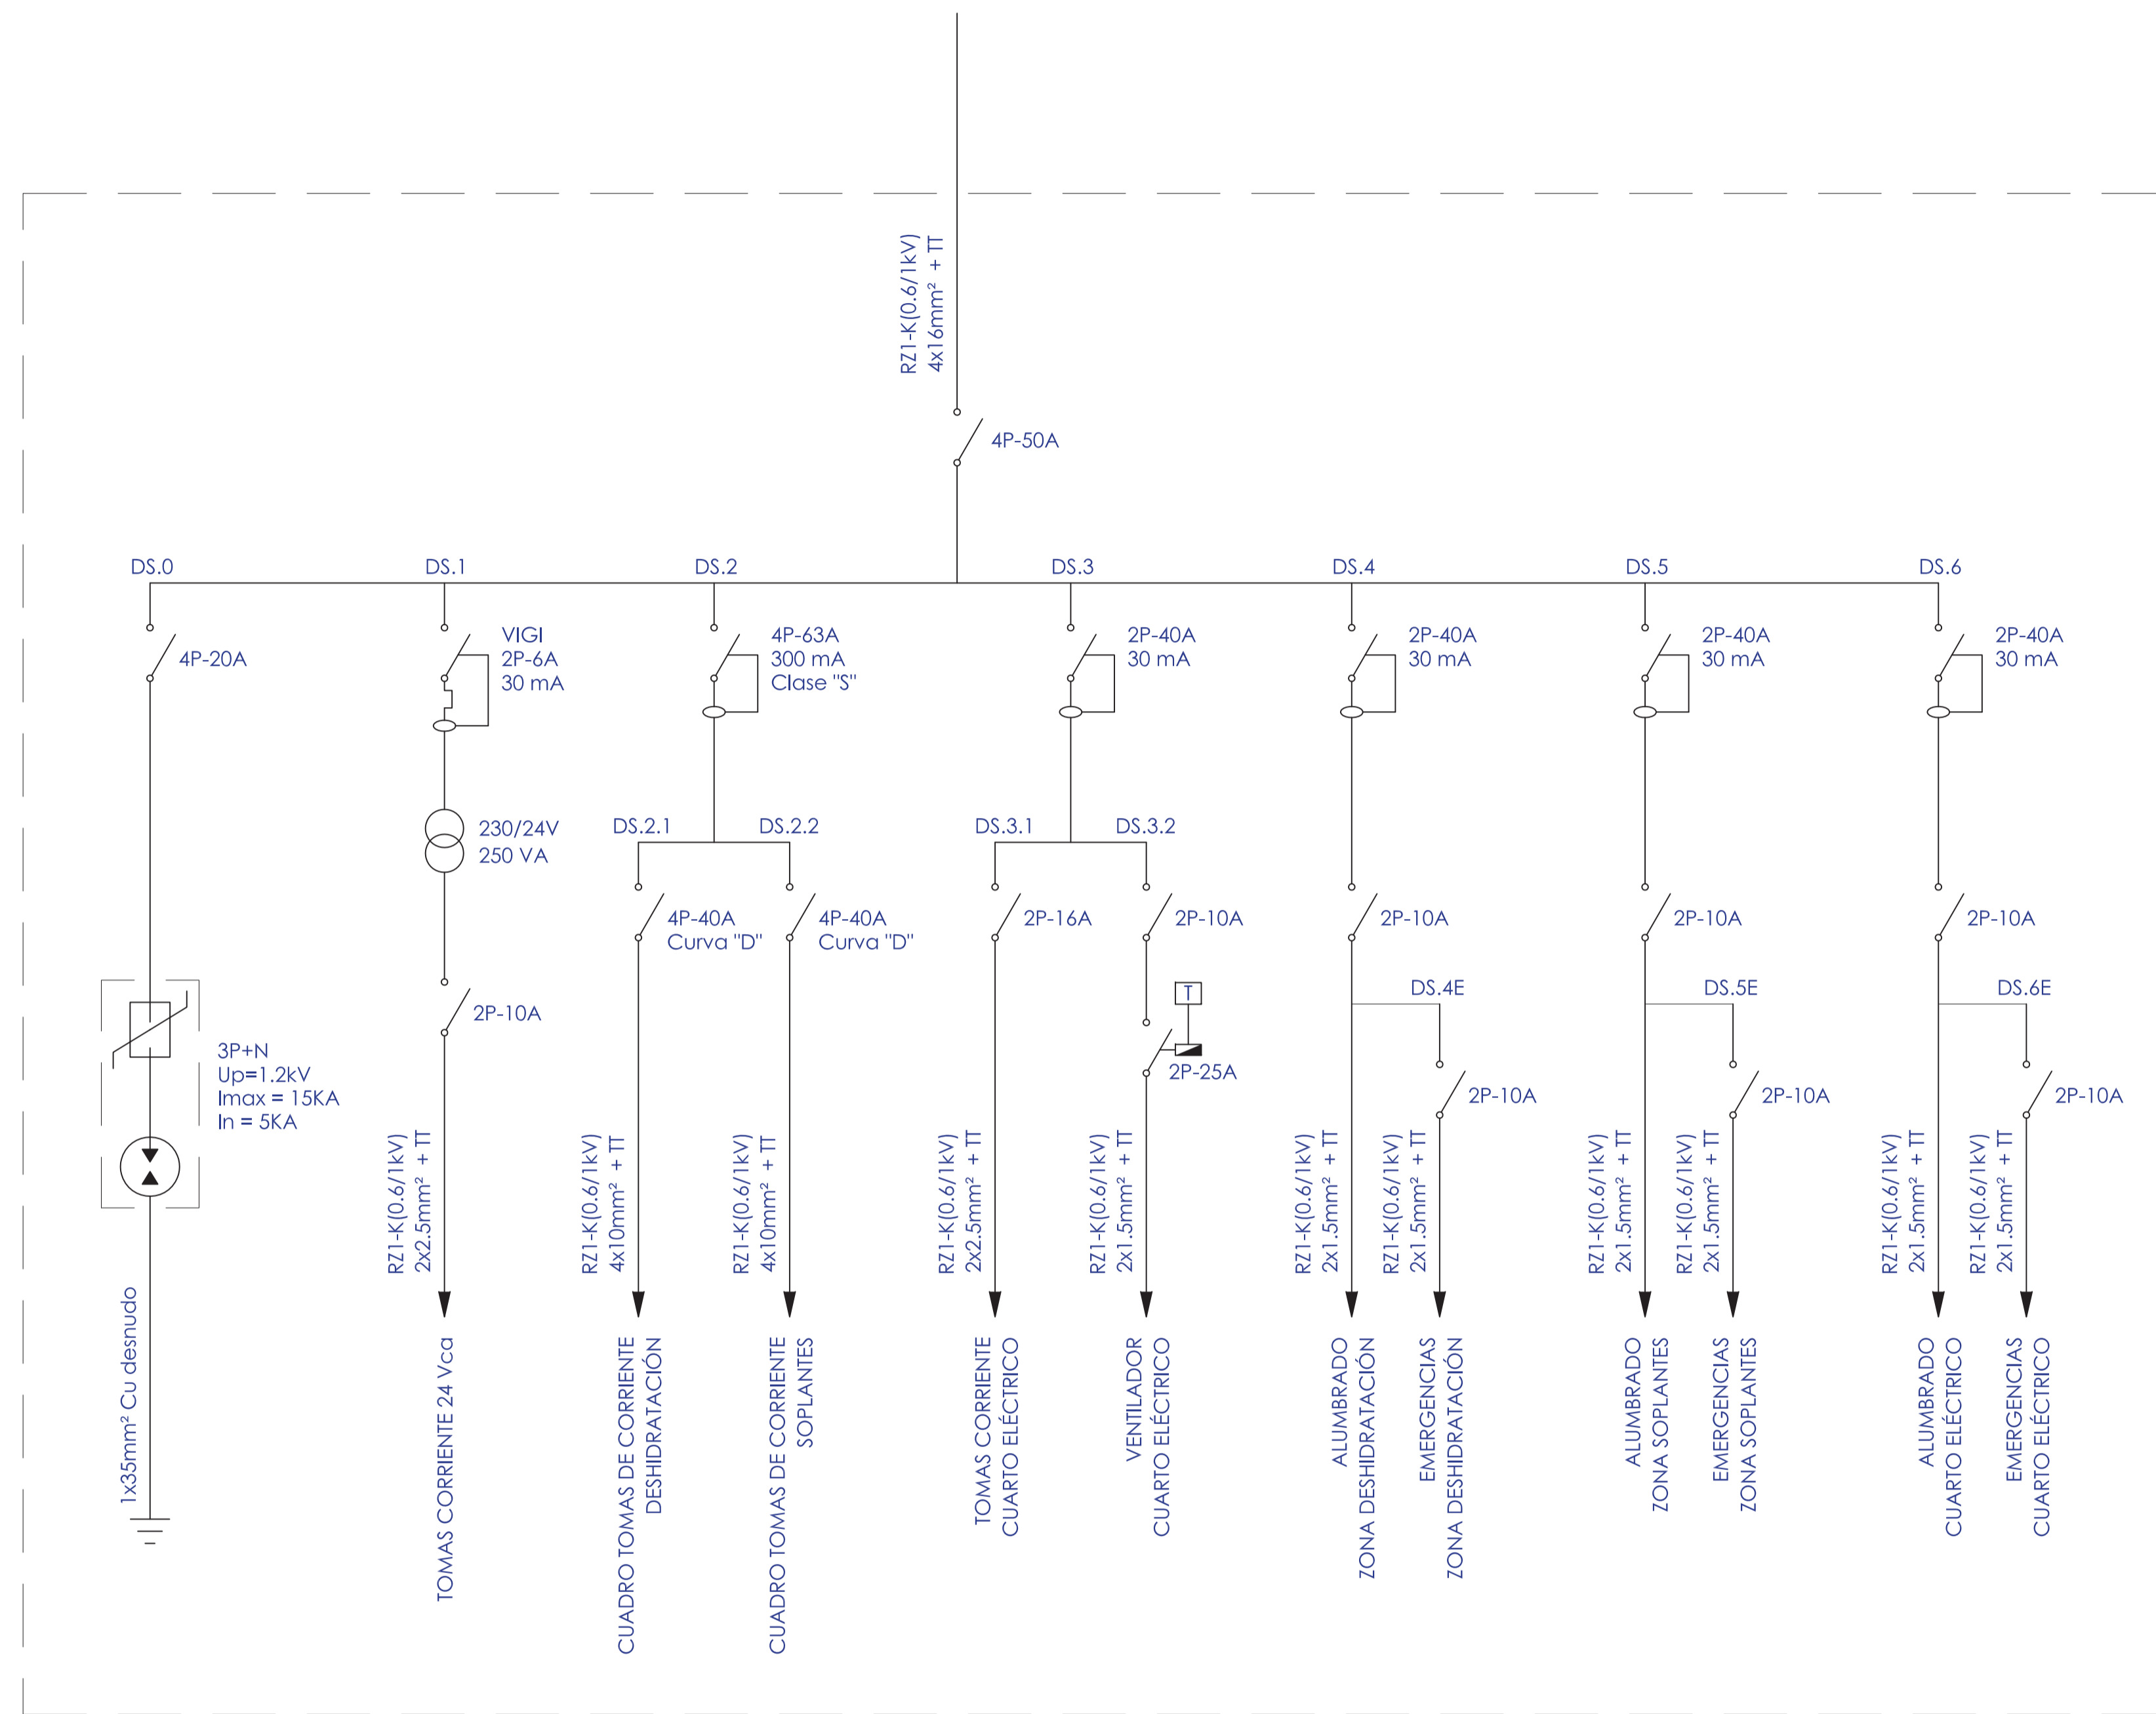 RZ1-K(0.6/1kV)
4x16mm² + TT
4P-50A
DS.0
DS.1
DS.2
DS.3
DS.4
DS.5
DS.6
4P-20A
VIGI
2P-6A
30 mA
4P-63A
300 mA
Clase "S"
2P-40A
30 mA
2P-40A
30 mA
2P-40A
30 mA
2P-40A
30 mA
230/24V
250 VA
DS.2.1
DS.2.2
DS.3.1
DS.3.2
4P-40A
Curva "D"
4P-40A
Curva "D"
2P-16A
2P-10A
2P-10A
2P-10A
2P-10A
2P-10A
T
2P-25A
DS.4E
DS.5E
DS.6E
2P-10A
2P-10A
2P-10A
3P+N
Up=1.2kV
Imax = 15KA
In = 5KA
1x35mm² Cu desnudo
RZ1-K(0.6/1kV)
2x2.5mm² + TT
RZ1-K(0.6/1kV)
4x10mm² + TT
RZ1-K(0.6/1kV)
4x10mm² + TT
RZ1-K(0.6/1kV)
2x2.5mm² + TT
RZ1-K(0.6/1kV)
2x1.5mm² + TT
RZ1-K(0.6/1kV)
2x1.5mm² + TT
RZ1-K(0.6/1kV)
2x1.5mm² + TT
RZ1-K(0.6/1kV)
2x1.5mm² + TT
RZ1-K(0.6/1kV)
2x1.5mm² + TT
RZ1-K(0.6/1kV)
2x1.5mm² + TT
RZ1-K(0.6/1kV)
2x1.5mm² + TT
TOMAS CORRIENTE 24 Vca
CUADRO TOMAS DE CORRIENTE
DESHIDRATACIÓN
CUADRO TOMAS DE CORRIENTE
SOPLANTES
TOMAS CORRIENTE
CUARTO ELÉCTRICO
VENTILADOR
CUARTO ELÉCTRICO
ALUMBRADO
ZONA DESHIDRATACIÓN
EMERGENCIAS
ZONA DESHIDRATACIÓN
ALUMBRADO
ZONA SOPLANTES
EMERGENCIAS
ZONA SOPLANTES
ALUMBRADO
CUARTO ELÉCTRICO
EMERGENCIAS
CUARTO ELÉCTRICO